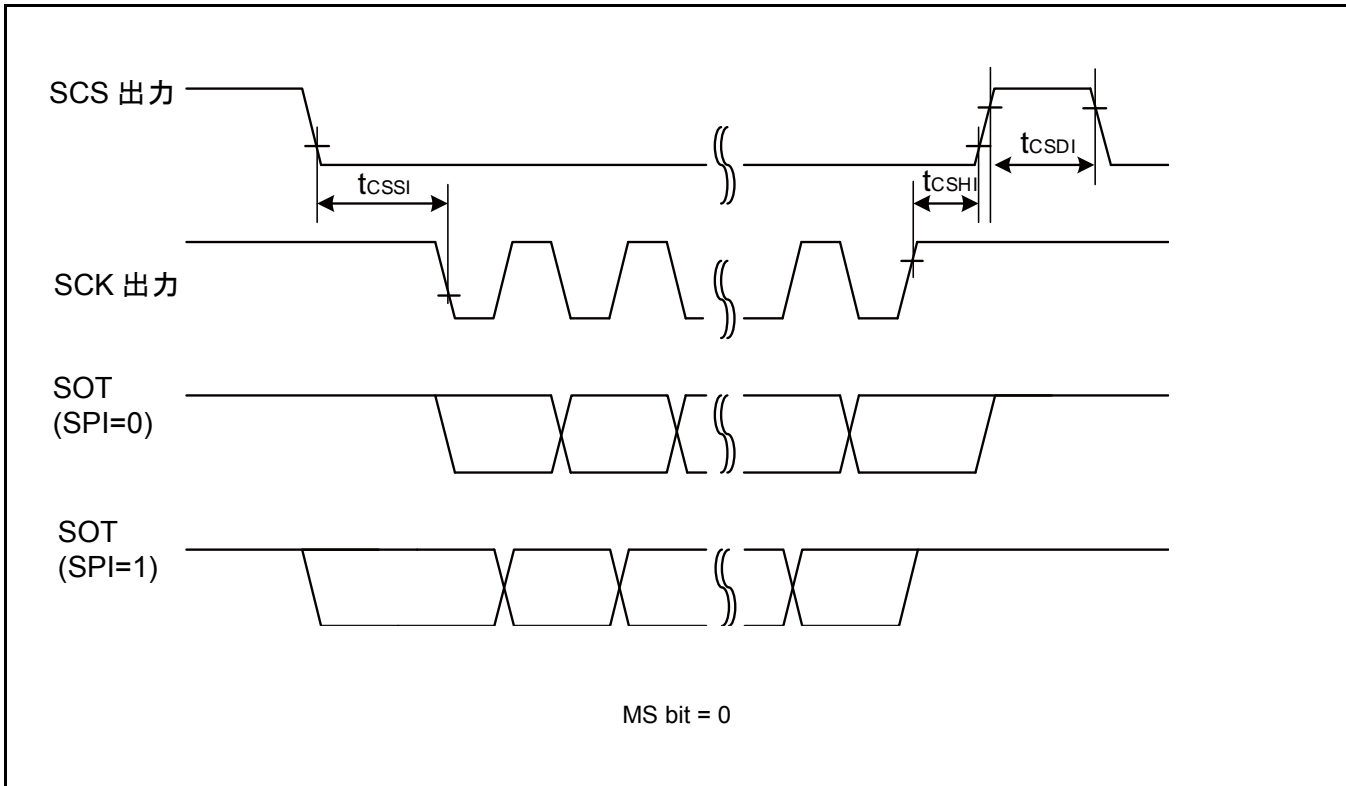 SCS 出力
tCSDI
tCSSI
tCSHI
SCK 出力
SOT
(SPI=0)
SOT
(SPI=1)
MS bit = 0